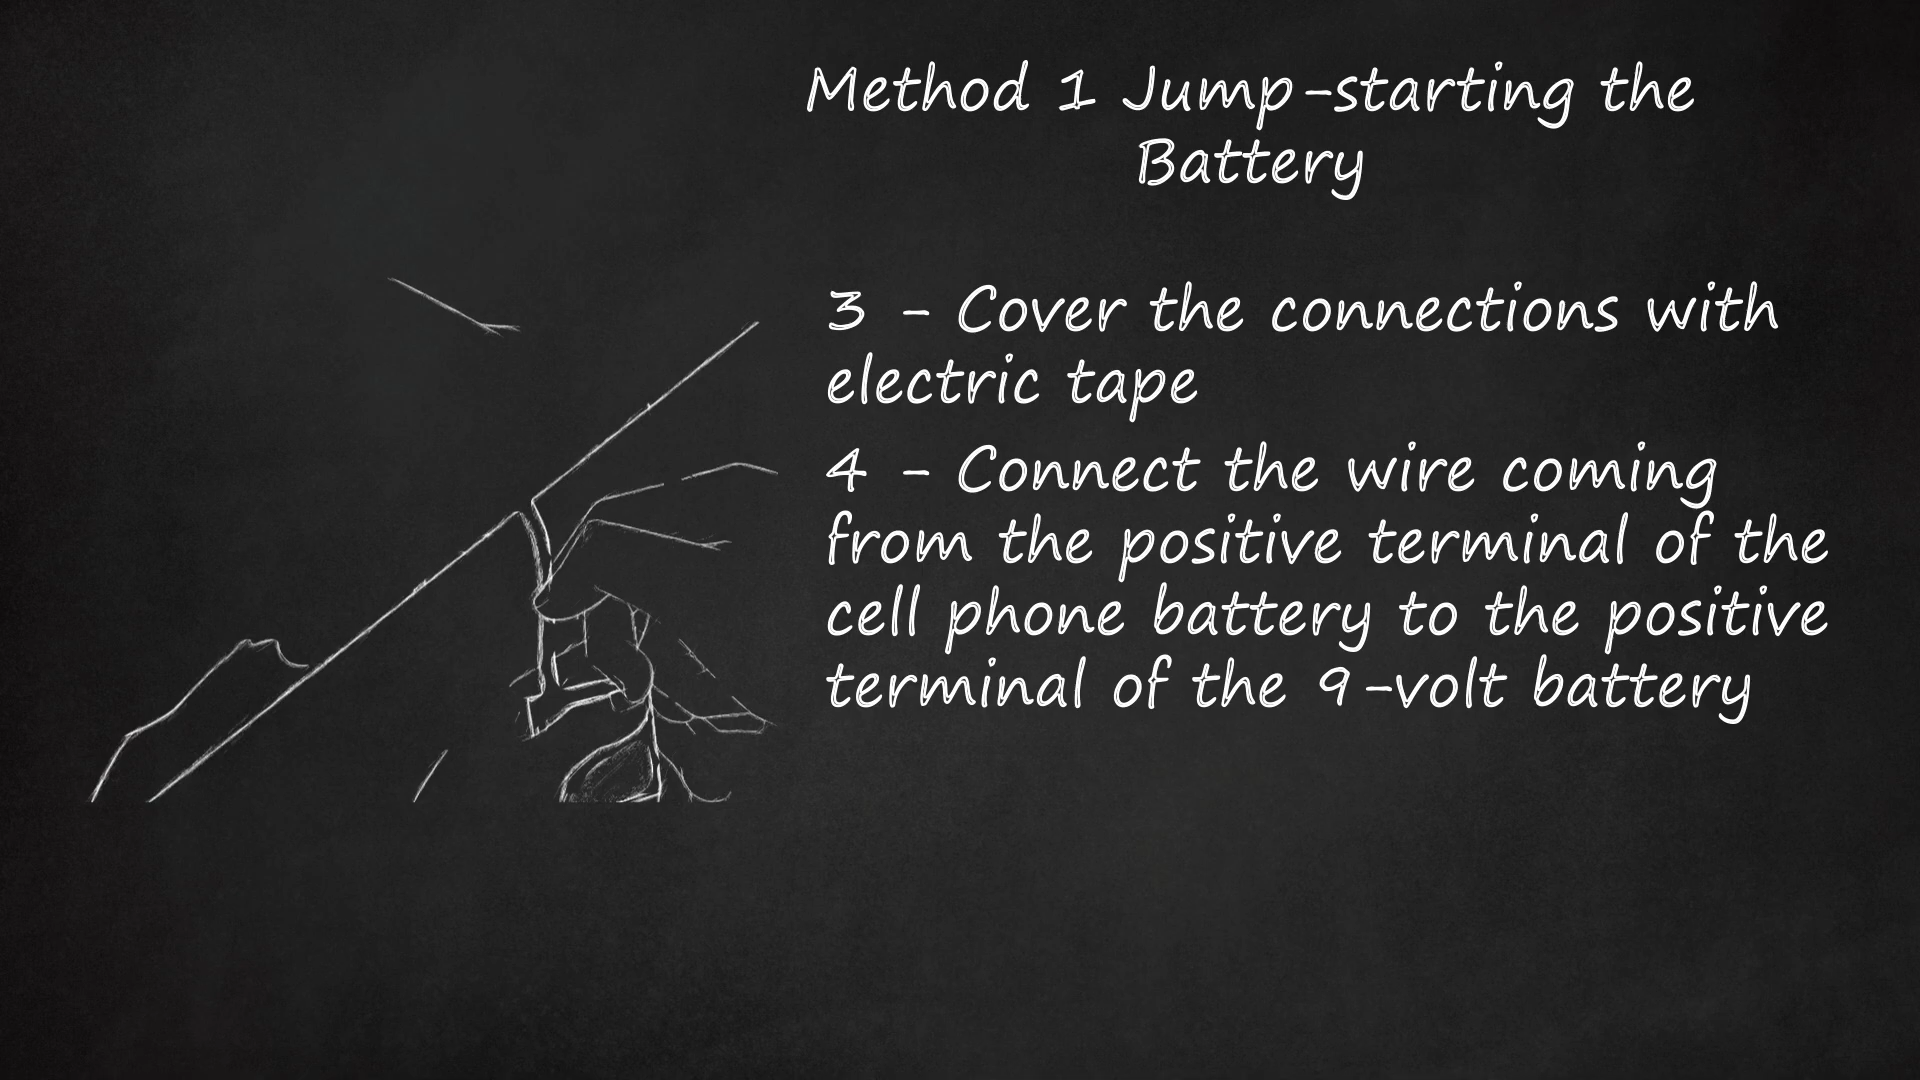 Method 1 Jump-starting the
Battery
3 - Cover the connections with
electric tape
4 - Connect the wire coming
from the positive terminal of the
cell phone battery to the positive
terminal of the 9-volt battery